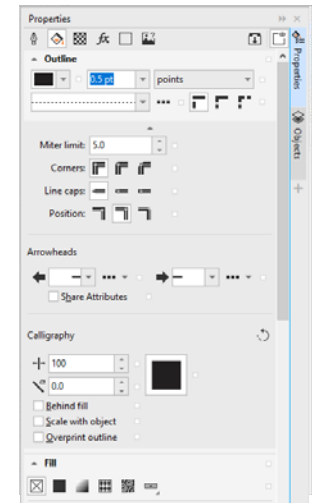 Properties
fx
Outline
0.5 pt
points
Miter limit: 5.0
Corners:
Line caps:
Position:
Arrowheads
Share Attributes
Calligraphy
100
0.0
Behind fill
Scale with object
Overprint outline
Fill
Properties
Objects